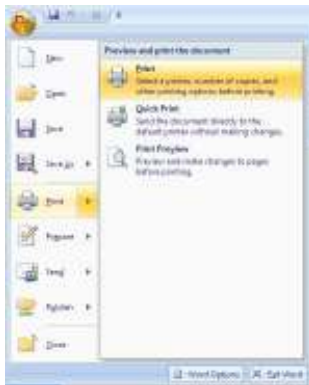 New
Open
Save
Save As
Print
Prepare
Send
Publish
Close
Preview and print the document
Print
Select a printer, number of copies, and
other printing options before printing.
Quick Print
Send the document directly to the
default printer without making changes.
Print Preview
Preview and make changes to pages
before printing.
Word Options
Exit Word